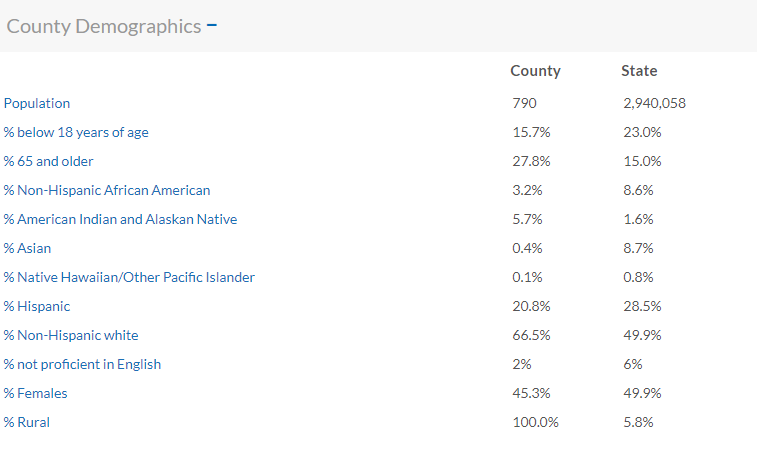 County Demographics –
County State
Population 790 2,940,058
% below 18 years of age 15.7% 23.0%
% 65 and older 27.8% 15.0%
% Non-Hispanic African American 3.2% 8.6%
% American Indian and Alaskan Native 5.7% 1.6%
% Asian 0.4% 8.7%
% Native Hawaiian/Other Pacific Islander 0.1% 0.8%
% Hispanic 20.8% 28.5%
% Non-Hispanic white 66.5% 49.9%
% not proficient in English 2% 6%
% Females 45.3% 49.9%
% Rural 100.0% 5.8%